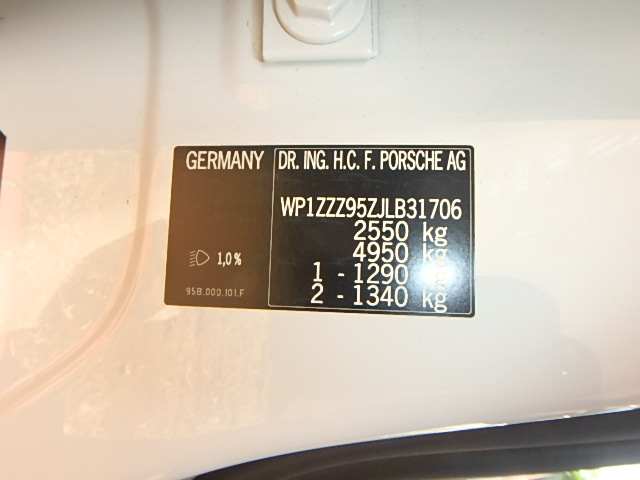 GERMANY
DR. ING. H.C. F. PORSCHE AG
WP1ZZZ95ZJLB31706
2550 kg
4950 kg
1 - 1290 kg
2 - 1340 kg
1,0%
95B.000.101.F